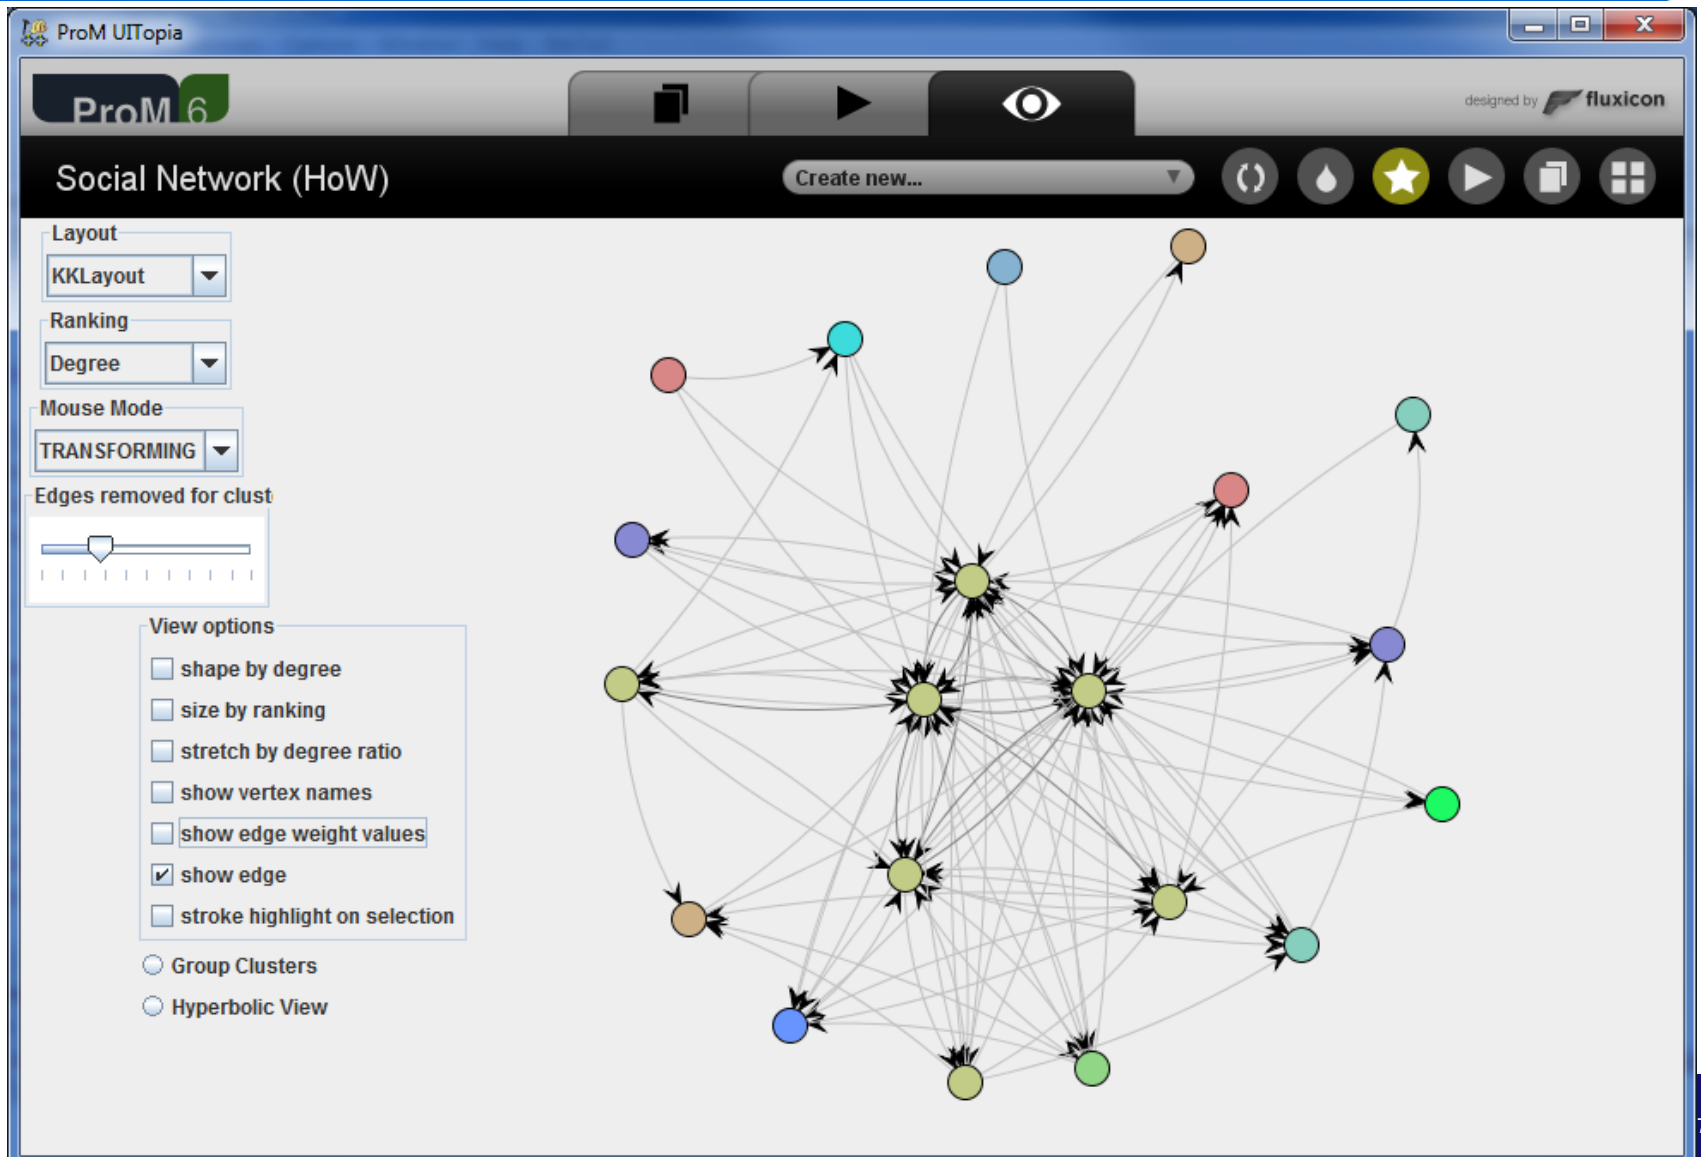 ProM UITopia
ProM 6
designed by fluxicon
Social Network (HoW)
Create new...
Layout
KKLayout
Ranking
Degree
Mouse Mode
TRANSFORMING
Edges removed for clust
View options
shape by degree
size by ranking
stretch by degree ratio
show vertex names
show edge weight values
show edge
stroke highlight on selection
Group Clusters
Hyperbolic View